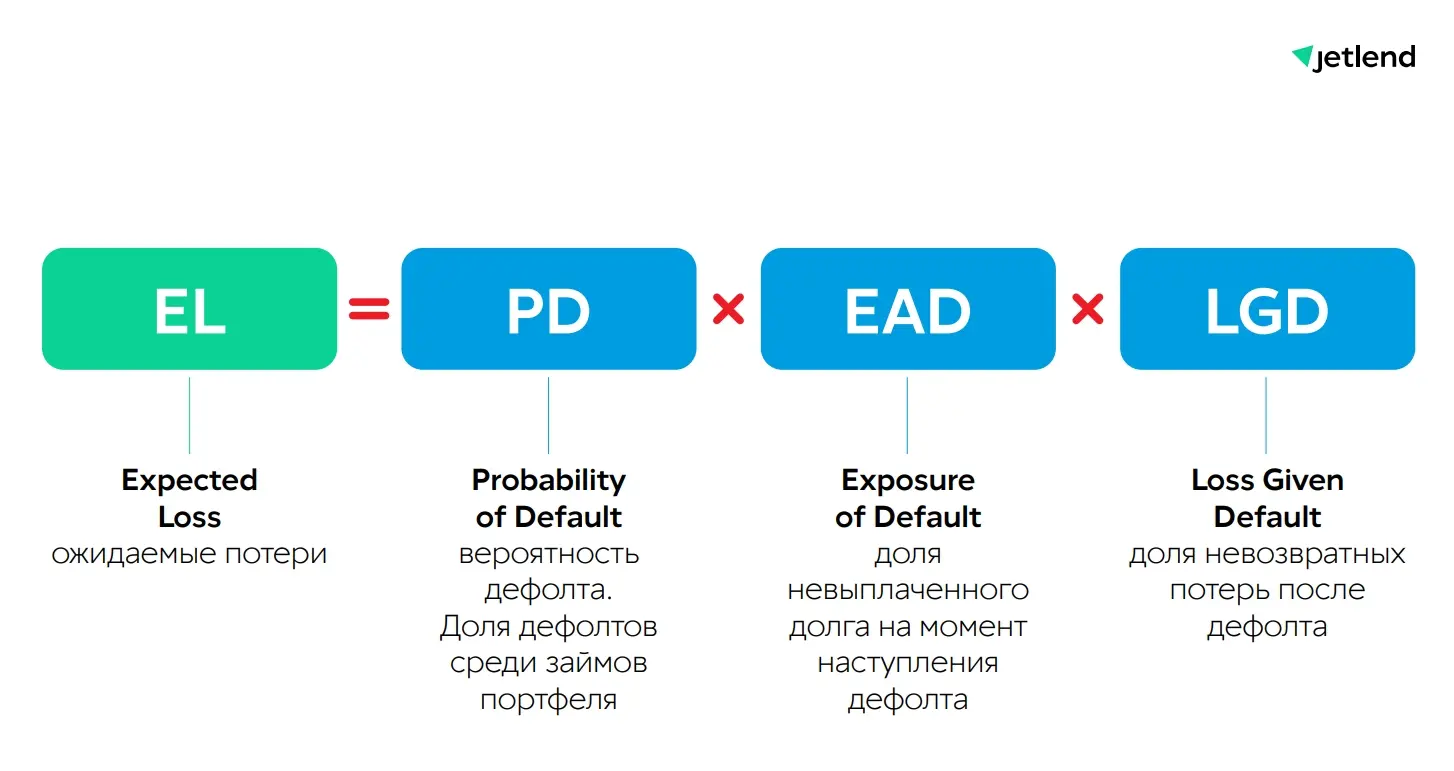 jetlend
EL = PD × EAD × LGD
Expected
Loss
ожидаемые потери
Probability
of Default
вероятность
дефолта.
Доля дефолтов
среди займов
портфеля
Exposure
of Default
доля
невыплаченного
долга на момент
наступления
дефолта
Loss Given
Default
доля невозвратных
потерь после
дефолта